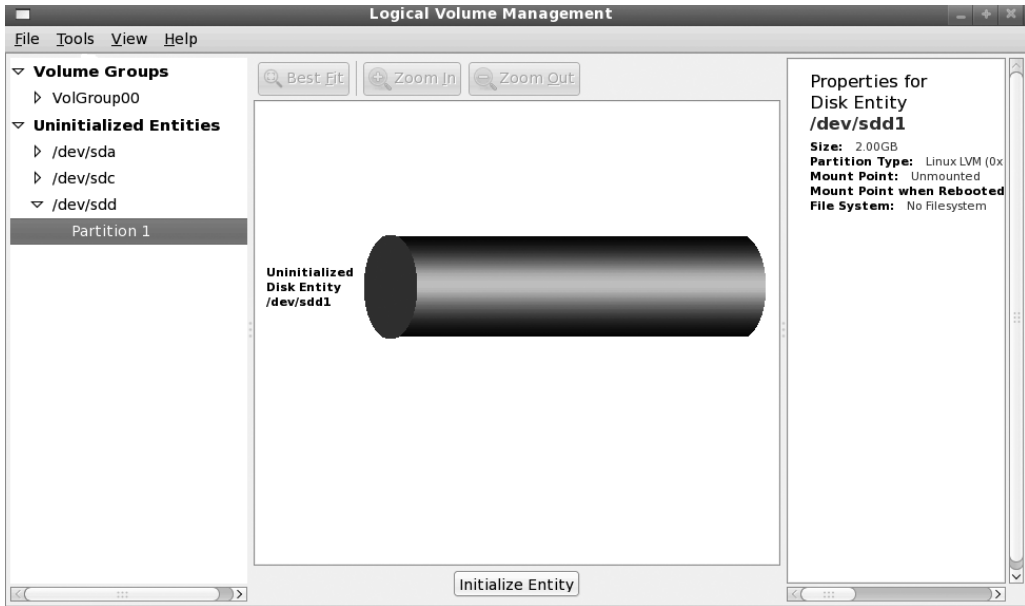 Logical Volume Management
File Tools View Help
Volume Groups
VolGroup00
Uninitialized Entities
/dev/sda
/dev/sdc
/dev/sdd
Partition 1
Best Fit Zoom In Zoom Out
Uninitialized
Disk Entity
/dev/sdd1
Initialize Entity
Properties for
Disk Entity
/dev/sdd1
Size: 2.00GB
Partition Type: Linux LVM (0x
Mount Point: Unmounted
Mount Point when Rebooted
File System: No Filesystem